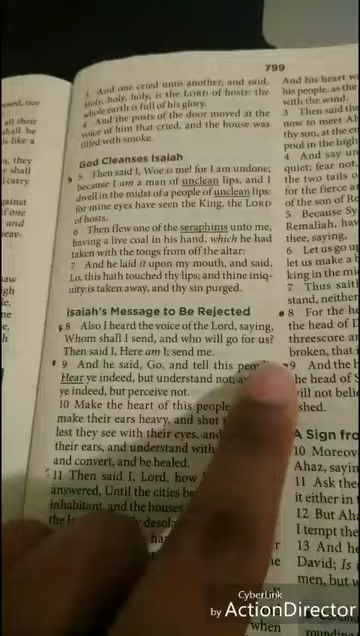 799
3 And one cried unto another, and said,
Holy, holy, holy, is the LORD of hosts: the
whole earth is full of his glory.
4 And the posts of the door moved at the
voice of him that cried, and the house was
filled with smoke.
God Cleanses Isaiah
5 Then said I, Woe is me! for I am undone;
because I am a man of unclean lips, and I
dwell in the midst of a people of unclean lips:
for mine eyes have seen the King, the LORD
of hosts.
6 Then flew one of the seraphims unto me,
having a live coal in his hand, which he had
taken with the tongs from off the altar:
7 And he laid it upon my mouth, and said,
Lo, this hath touched thy lips; and thine iniq-
uity is taken away, and thy sin purged.
Isaiah's Message to Be Rejected
8 Also I heard the voice of the Lord, saying,
Whom shall I send, and who will go for us?
Then said I, Here am I; send me.
9 And he said, Go, and tell this
Hear ye indeed, but understand not;
ye indeed, but perceive not.
10 Make the heart of this people
make their ears heavy, and shut
lest they see with their eyes, and
their ears, and understand with
and convert, and be healed.
11 Then said I, Lord, how
answered, Until the cities be
inhabitant, and the houses
And his heart
his people, as the
with the wind.
3 Then said th
now to meet Ah
thy son, at the e
pool in the high
4 And say un
quiet; fear not
the two tails o
for the fierce a
of the son of Re
5 Because Sy
Remaliah, hav
thee, saying,
6 Let us go u
let us make a b
king in the mi
7 Thus sait
stand, neither
8 For the he
the head of D
threescore an
broken, that i
9 And the h
the head of S
will not belie
shed.
A Sign fro
10 Moreov
Ahaz, sayin
11 Ask the
it either in
12 But Ah
I tempt the
13 And he
David; Is
men, but w
when
CyberLink
by ActionDirector